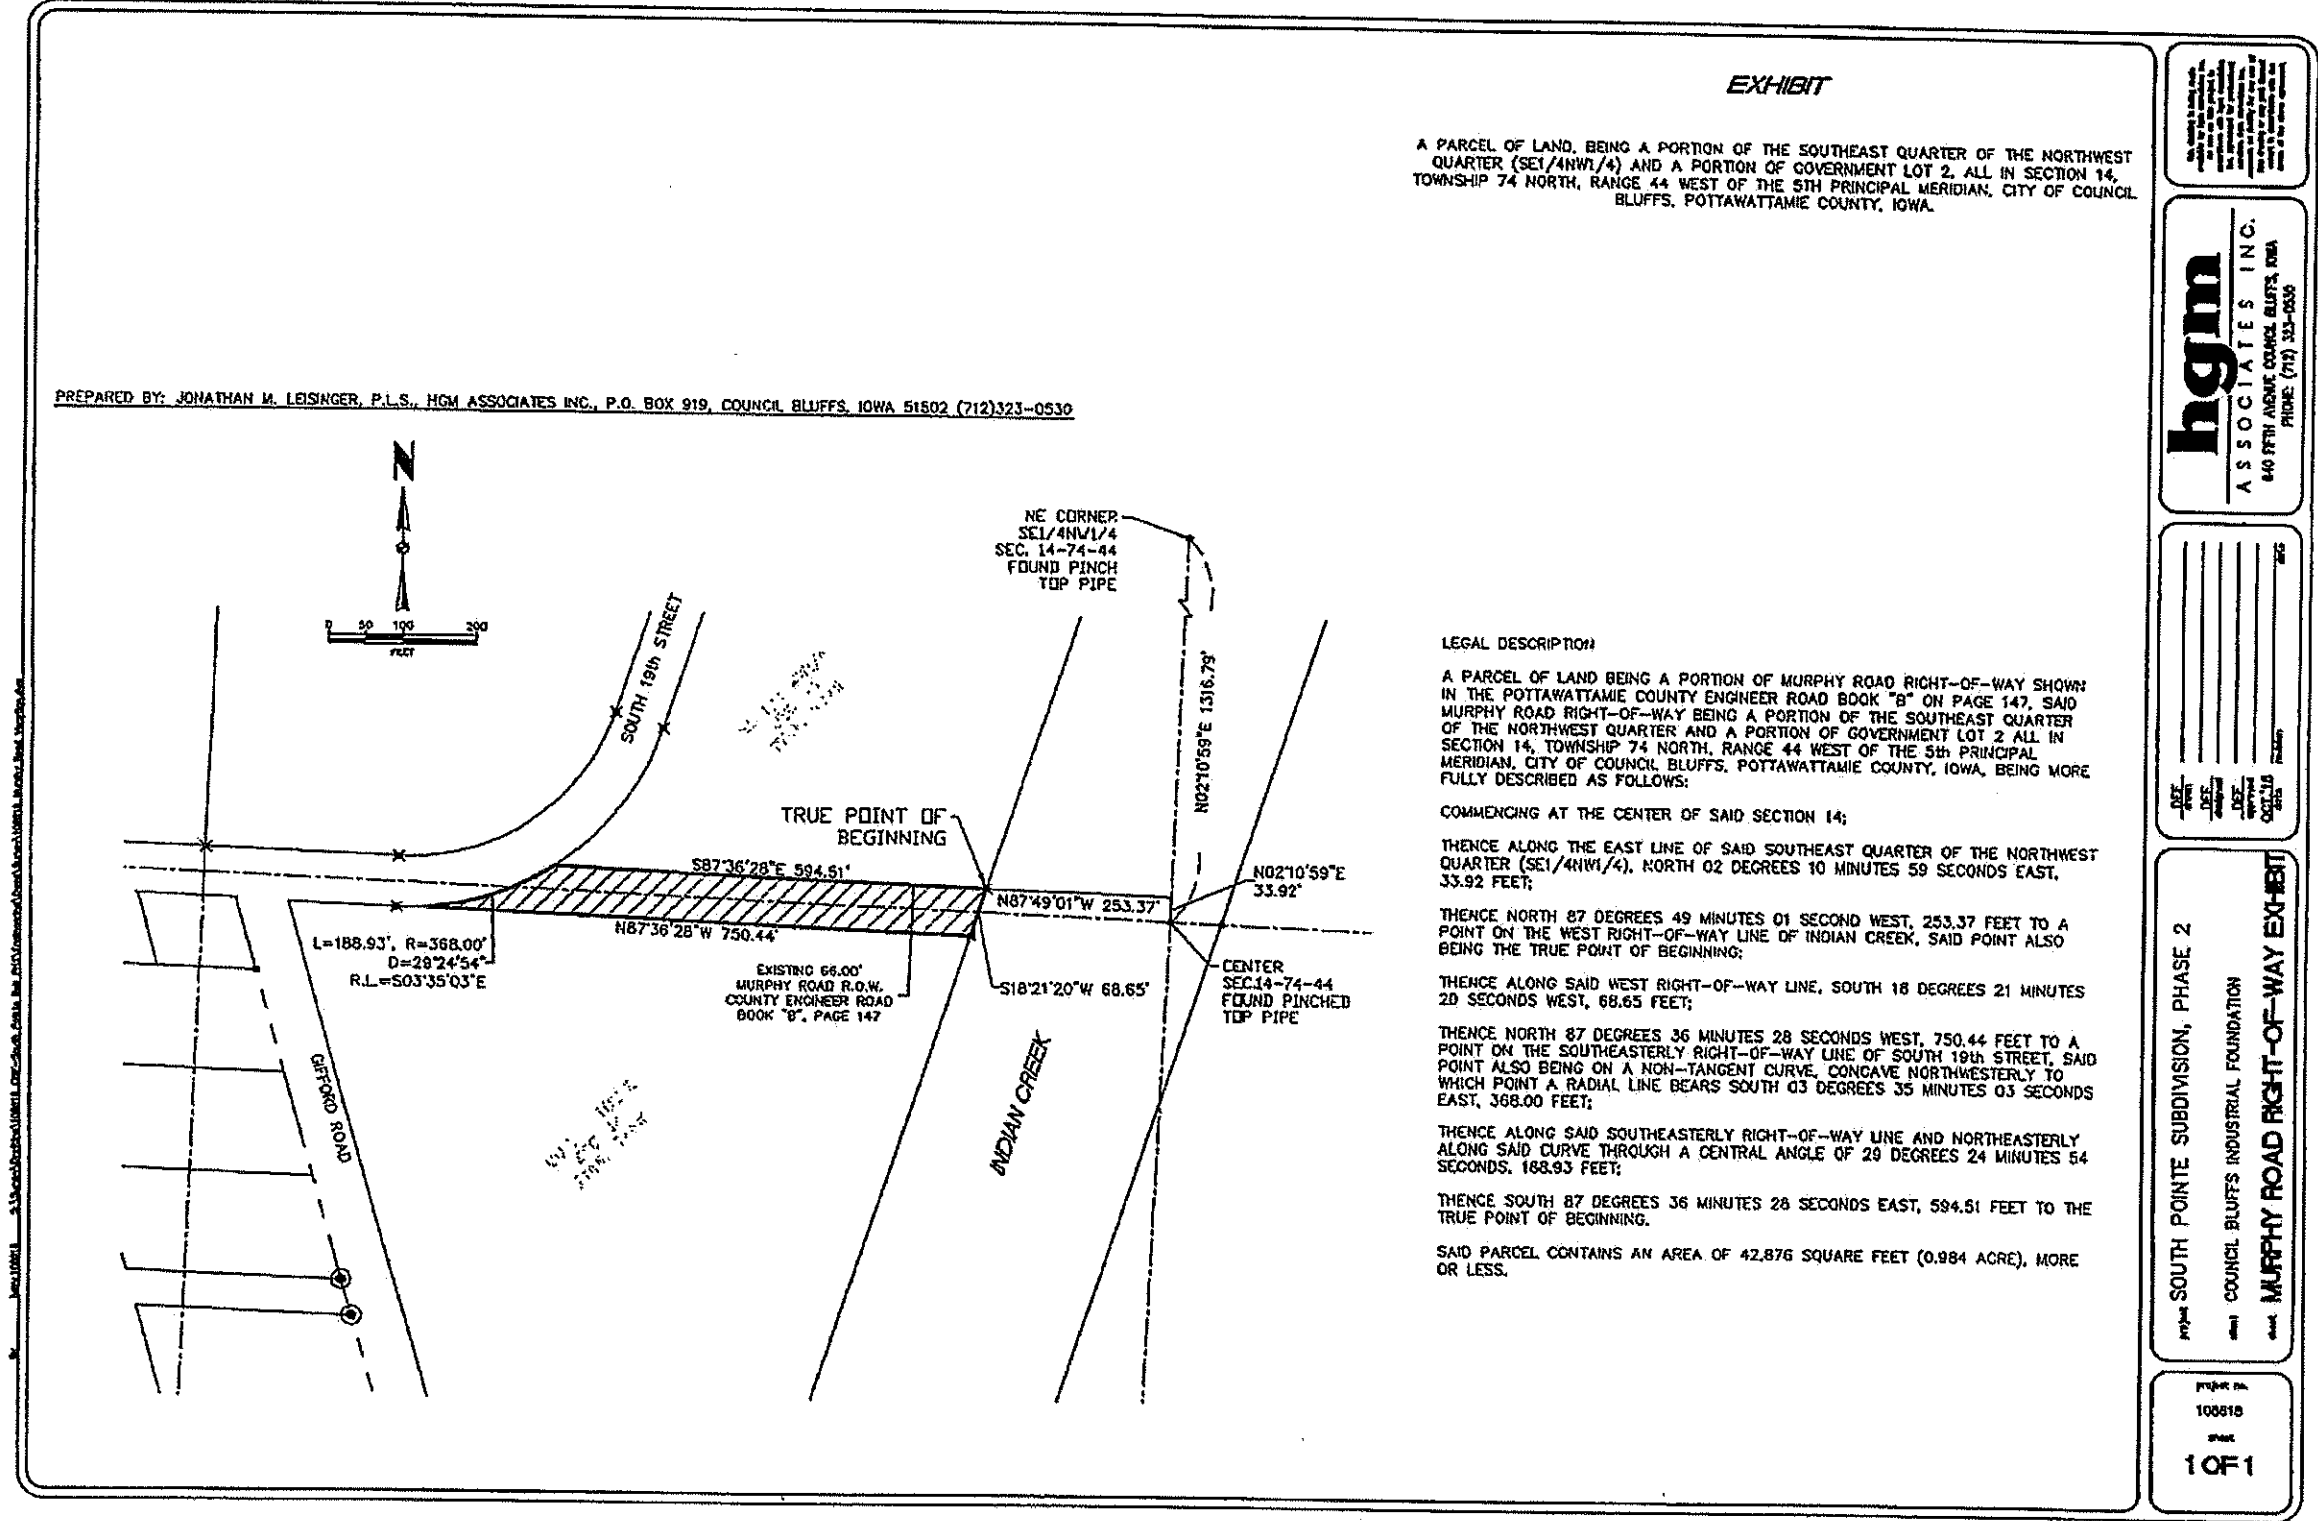 EXHIBIT
A PARCEL OF LAND, BEING A PORTION OF THE SOUTHEAST QUARTER OF THE NORTHWEST
QUARTER (SE1/4NW1/4) AND A PORTION OF GOVERNMENT LOT 2, ALL IN SECTION 14,
TOWNSHIP 74 NORTH, RANGE 44 WEST OF THE 5TH PRINCIPAL MERIDIAN, CITY OF COUNCIL
BLUFFS, POTTAWATTAMIE COUNTY, IOWA.
PREPARED BY: JONATHAN M. LEISINGER, P.L.S., HGM ASSOCIATES INC., P.O. BOX 919, COUNCIL BLUFFS, IOWA 51502 (712)323-0530
N
0 50 100 200
FEET
NE CORNER
SE1/4NW1/4
SEC. 14-74-44
FOUND PINCH
TOP PIPE
SOUTH 19th STREET
N02°10'59"E 1316.79'
TRUE POINT OF
BEGINNING
S87°36'28"E 594.51'
N87°49'01"W 253.37'
N02°10'59"E
33.92'
N87°36'28"W 750.44'
L=188.93', R=368.00'
D=29°24'54"
R.L=S03°35'03"E
EXISTING 66.00'
MURPHY ROAD R.O.W.
COUNTY ENGINEER ROAD
BOOK "B", PAGE 147
S18°21'20"W 68.65'
CENTER
SEC.14-74-44
FOUND PINCHED
TOP PIPE
GIFFORD ROAD
INDIAN CREEK
LEGAL DESCRIPTION
A PARCEL OF LAND BEING A PORTION OF MURPHY ROAD RIGHT-OF-WAY SHOWN
IN THE POTTAWATTAMIE COUNTY ENGINEER ROAD BOOK "B" ON PAGE 147, SAID
MURPHY ROAD RIGHT-OF-WAY BEING A PORTION OF THE SOUTHEAST QUARTER
OF THE NORTHWEST QUARTER AND A PORTION OF GOVERNMENT LOT 2 ALL IN
SECTION 14, TOWNSHIP 74 NORTH, RANGE 44 WEST OF THE 5th PRINCIPAL
MERIDIAN, CITY OF COUNCIL BLUFFS, POTTAWATTAMIE COUNTY, IOWA, BEING MORE
FULLY DESCRIBED AS FOLLOWS:
COMMENCING AT THE CENTER OF SAID SECTION 14;
THENCE ALONG THE EAST LINE OF SAID SOUTHEAST QUARTER OF THE NORTHWEST
QUARTER (SE1/4NW1/4), NORTH 02 DEGREES 10 MINUTES 59 SECONDS EAST,
33.92 FEET;
THENCE NORTH 87 DEGREES 49 MINUTES 01 SECOND WEST, 253.37 FEET TO A
POINT ON THE WEST RIGHT-OF-WAY LINE OF INDIAN CREEK, SAID POINT ALSO
BEING THE TRUE POINT OF BEGINNING;
THENCE ALONG SAID WEST RIGHT-OF-WAY LINE, SOUTH 18 DEGREES 21 MINUTES
20 SECONDS WEST, 68.65 FEET;
THENCE NORTH 87 DEGREES 36 MINUTES 28 SECONDS WEST, 750.44 FEET TO A
POINT ON THE SOUTHEASTERLY RIGHT-OF-WAY LINE OF SOUTH 19th STREET, SAID
POINT ALSO BEING ON A NON-TANGENT CURVE, CONCAVE NORTHWESTERLY TO
WHICH POINT A RADIAL LINE BEARS SOUTH 03 DEGREES 35 MINUTES 03 SECONDS
EAST, 368.00 FEET;
THENCE ALONG SAID SOUTHEASTERLY RIGHT-OF-WAY LINE AND NORTHEASTERLY
ALONG SAID CURVE THROUGH A CENTRAL ANGLE OF 29 DEGREES 24 MINUTES 54
SECONDS, 188.93 FEET;
THENCE SOUTH 87 DEGREES 36 MINUTES 28 SECONDS EAST, 594.51 FEET TO THE
TRUE POINT OF BEGINNING.
SAID PARCEL CONTAINS AN AREA OF 42,876 SQUARE FEET (0.984 ACRE), MORE
OR LESS.
hgm
ASSOCIATES INC.
640 FIFTH AVENUE COUNCIL BLUFFS, IOWA
PHONE: (712) 323-0530
DEF
drawn
DEF
designed
DEF
approved
date
project SOUTH POINTE SUBDIVISION, PHASE 2
client COUNCIL BLUFFS INDUSTRIAL FOUNDATION
sheet MURPHY ROAD RIGHT-OF-WAY EXHIBIT
project no.
sheet
1 OF 1